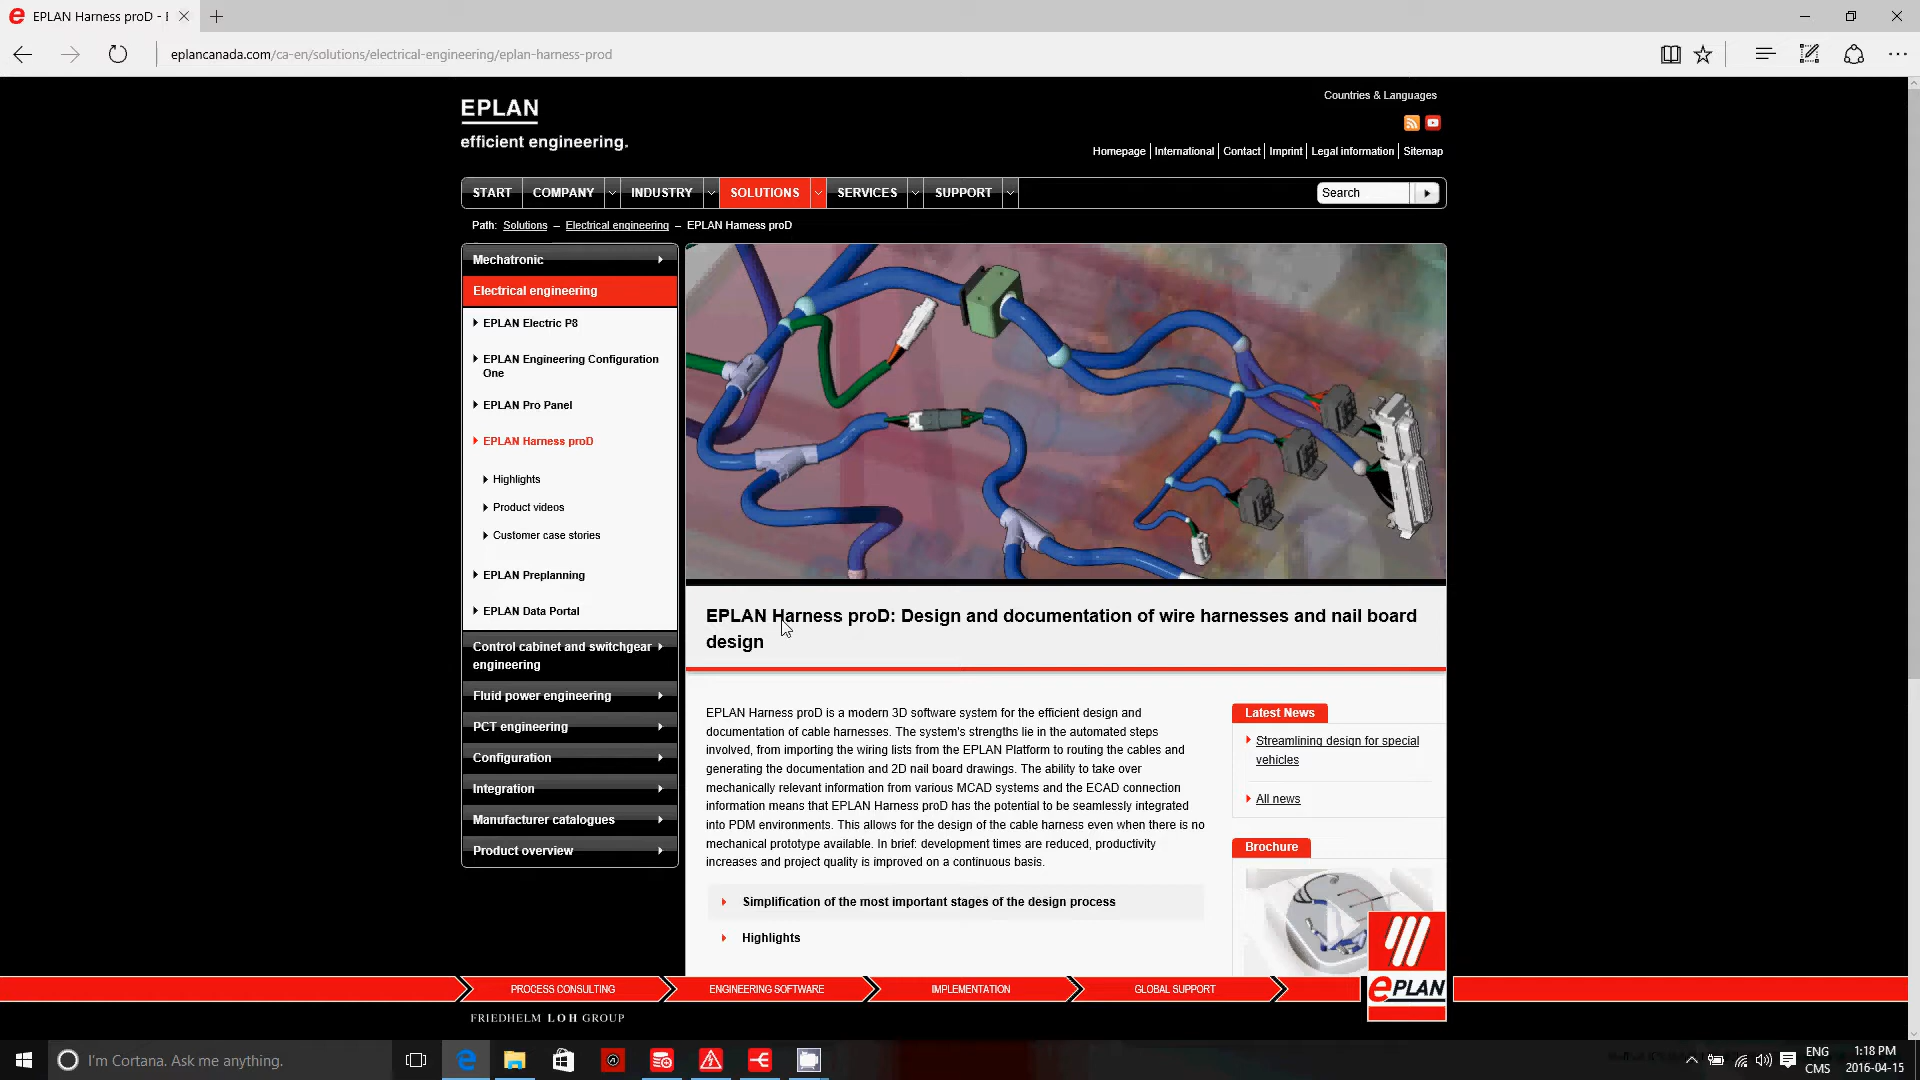 EPLAN Harness proD - E
eplancanada.com/ca-en/solutions/electrical-engineering/eplan-harness-prod
Countries & Languages
EPLAN
efficient engineering.
Homepage International Contact Imprint Legal information Sitemap
START COMPANY INDUSTRY SOLUTIONS SERVICES SUPPORT Search
Path: Solutions – Electrical engineering – EPLAN Harness proD
Mechatronic
Electrical engineering
EPLAN Electric P8
EPLAN Engineering Configuration
One
EPLAN Pro Panel
EPLAN Harness proD
Highlights
Product videos
Customer case stories
EPLAN Preplanning
EPLAN Data Portal
Control cabinet and switchgear
engineering
Fluid power engineering
PCT engineering
Configuration
Integration
Manufacturer catalogues
Product overview
EPLAN Harness proD: Design and documentation of wire harnesses and nail board
design
EPLAN Harness proD is a modern 3D software system for the efficient design and
documentation of cable harnesses. The system's strengths lie in the automated steps
involved, from importing the wiring lists from the EPLAN Platform to routing the cables and
generating the documentation and 2D nail board drawings. The ability to take over
mechanically relevant information from various MCAD systems and the ECAD connection
information means that EPLAN Harness proD has the potential to be seamlessly integrated
into PDM environments. This allows for the design of the cable harness even when there is no
mechanical prototype available. In brief: development times are reduced, productivity
increases and project quality is improved on a continuous basis.
Simplification of the most important stages of the design process
Highlights
Latest News
Streamlining design for special
vehicles
All news
Brochure
PROCESS CONSULTING ENGINEERING SOFTWARE IMPLEMENTATION GLOBAL SUPPORT
ePLAN
FRIEDHELM LOH GROUP
I'm Cortana. Ask me anything.
ENG
CMS
1:18 PM
2016-04-15